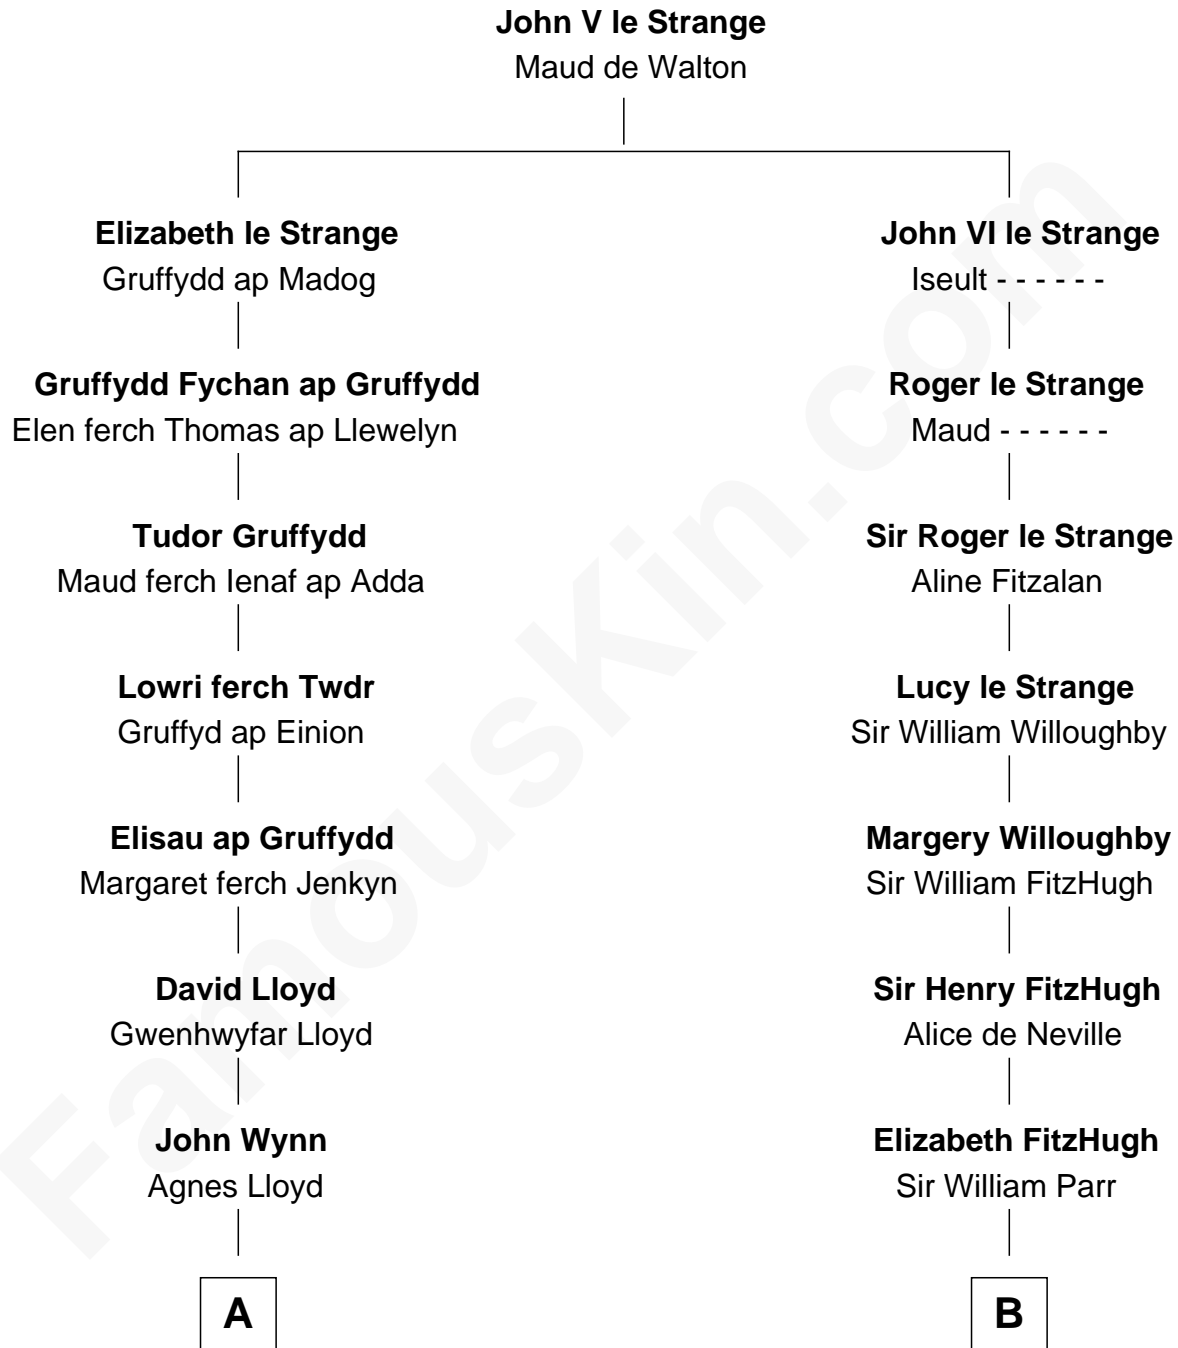 John V le Strange
Maud de Walton
Elizabeth le Strange
Gruffydd ap Madog
John VI le Strange
Iseult - - - - - -
Gruffydd Fychan ap Gruffydd
Elen ferch Thomas ap Llewelyn
Roger le Strange
Maud - - - - - -
Tudor Gruffydd
Maud ferch Ienaf ap Adda
Sir Roger le Strange
Aline Fitzalan
Lowri ferch Twdr
Gruffyd ap Einion
Lucy le Strange
Sir William Willoughby
Elisau ap Gruffydd
Margaret ferch Jenkyn
Margery Willoughby
Sir William FitzHugh
David Lloyd
Gwenhwyfar Lloyd
Sir Henry FitzHugh
Alice de Neville
John Wynn
Agnes Lloyd
Elizabeth FitzHugh
Sir William Parr
A
B
FamousKin.com